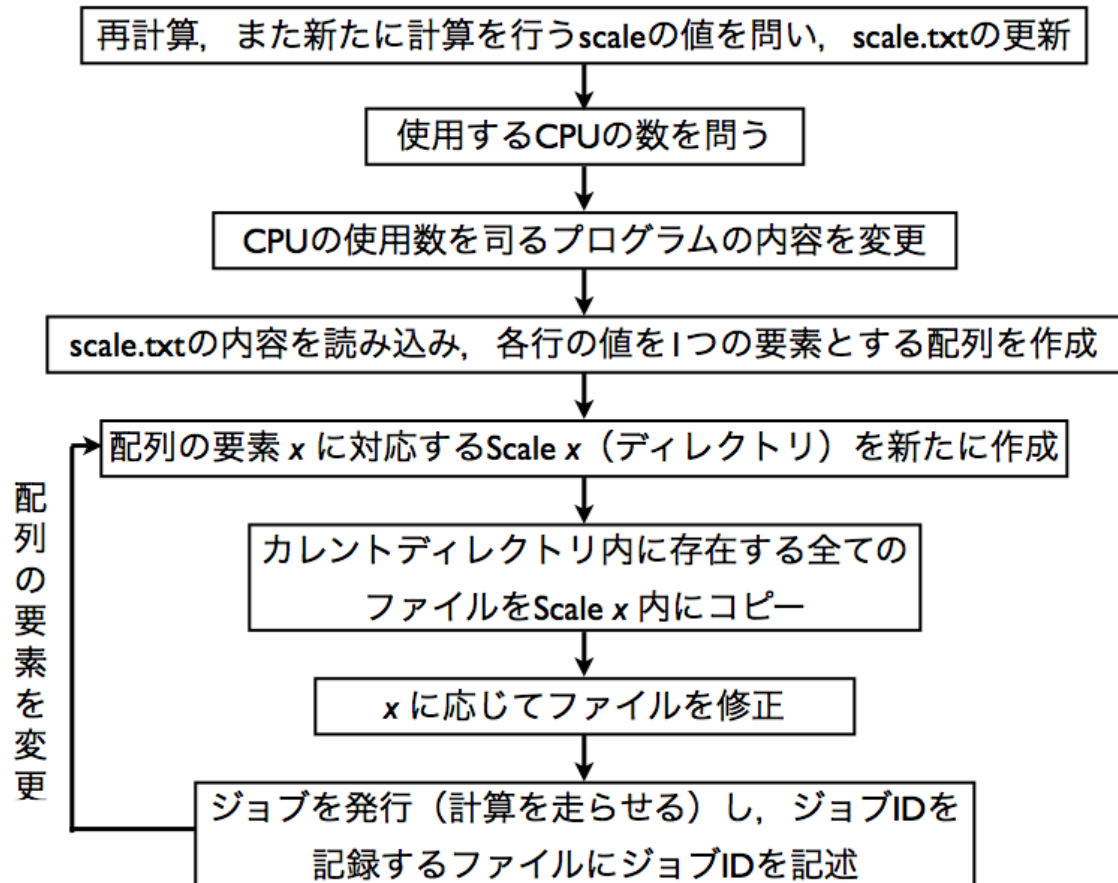 再計算，また新たに計算を行うscaleの値を問い，scale.txtの更新
使用するCPUの数を問う
CPUの使用数を司るプログラムの内容を変更
scale.txtの内容を読み込み，各行の値を1つの要素とする配列を作成
配列の要素 x に対応するScale x（ディレクトリ）を新たに作成
カレントディレクトリ内に存在する全ての
ファイルをScale x 内にコピー
x に応じてファイルを修正
ジョブを発行（計算を走らせる）し，ジョブIDを
記録するファイルにジョブIDを記述
配列の要素を変更